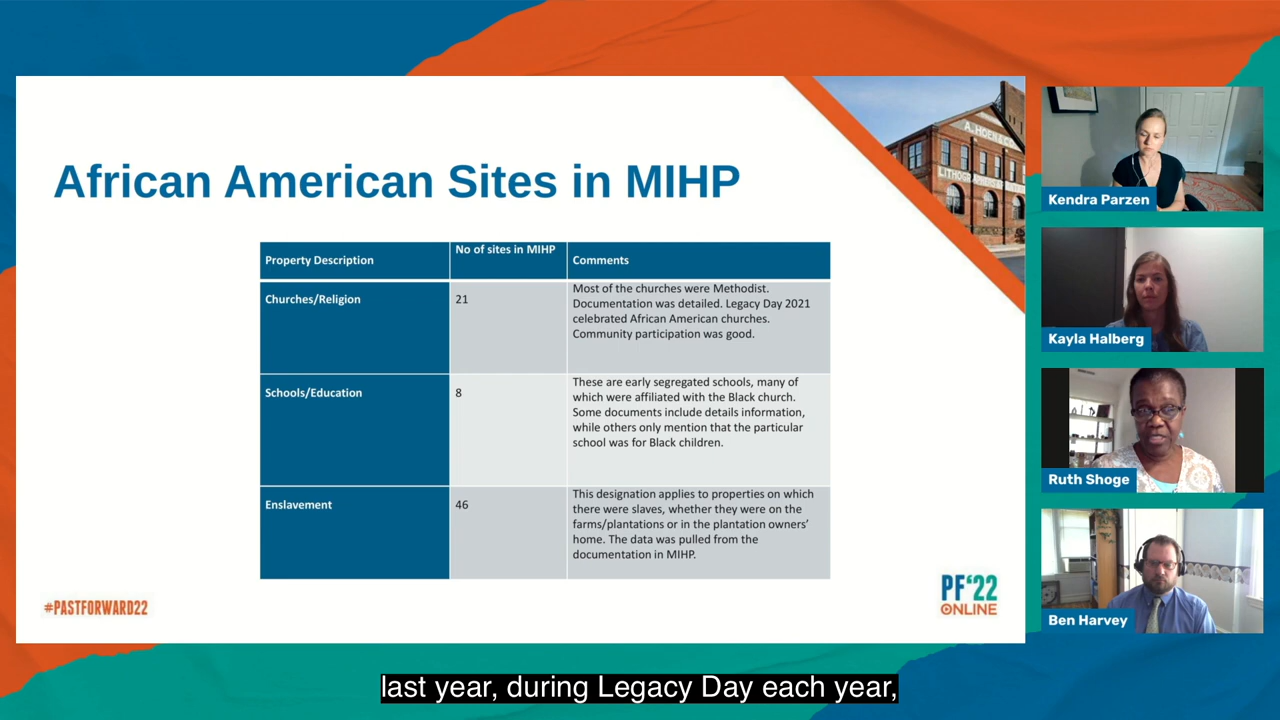 African American Sites in MIHP
A. HOEN & CO.
Property Description
No of sites in MIHP
Comments
Churches/Religion
21
Most of the churches were Methodist.
Documentation was detailed. Legacy Day 2021
celebrated African American churches.
Community participation was good.
Schools/Education
8
These are early segregated schools, many of
which were affiliated with the Black church.
Some documents include details information,
while others only mention that the particular
school was for Black children.
Enslavement
46
This designation applies to properties on which
there were slaves, whether they were on the
farms/plantations or in the plantation owners’
home. The data was pulled from the
documentation in MIHP.
#PASTFORWARD22
PF‘22
ONLINE
Kendra Parzen
Kayla Halberg
Ruth Shoge
Ben Harvey
last year, during Legacy Day each year,